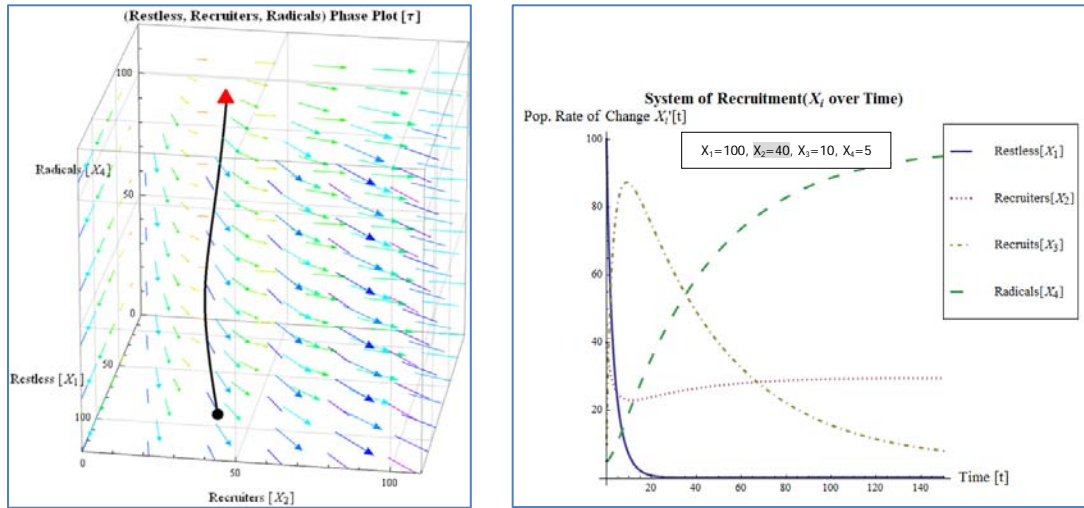 (Restless, Recruiters, Radicals) Phase Plot [τ]
100
Radicals [X4]
50
0
Restless [X1]
50
100
0
50
100
Recruiters [X2]
System of Recruitment(Xi over Time)
Pop. Rate of Change Xi'[t]
X1=100, X2=40, X3=10, X4=5
100
80
60
40
20
20
40
60
80
100
120
140
Time [t]
Restless[X1]
Recruiters[X2]
Recruits[X3]
Radicals[X4]